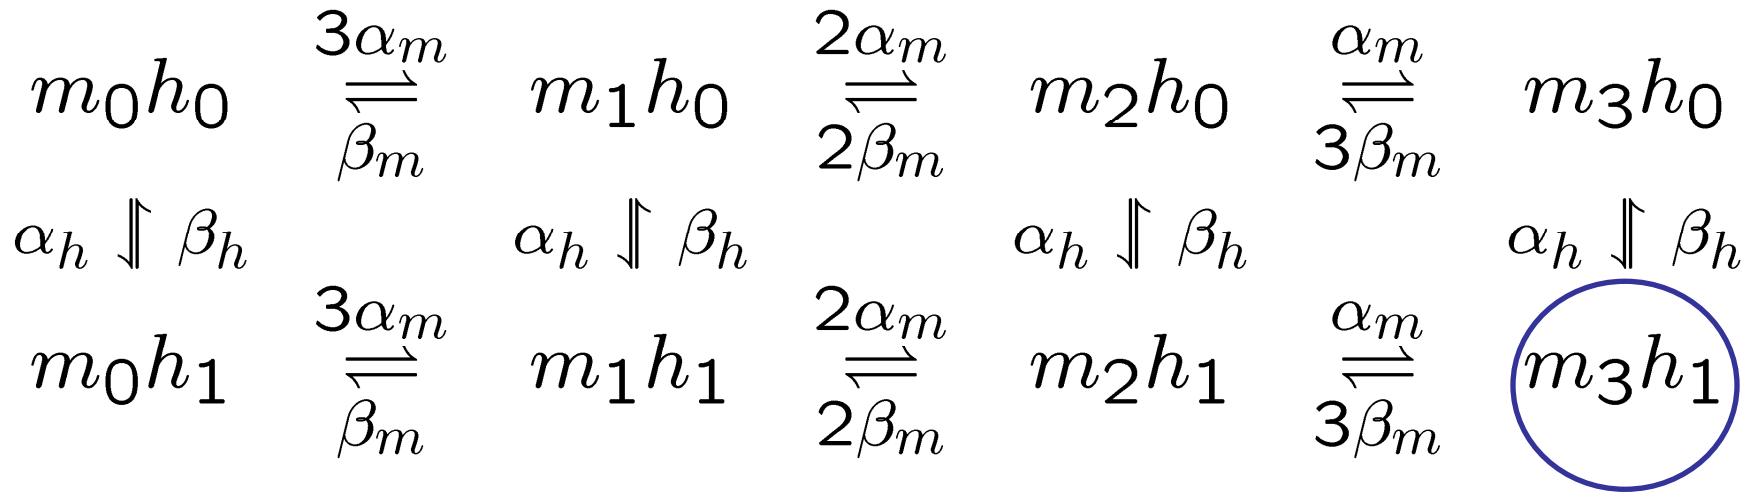 3αₘ 2αₘ αₘ
m₀h₀ ⇌ m₁h₀ ⇌ m₂h₀ ⇌ m₃h₀
βₘ 2βₘ 3βₘ
αₕ ⥯ βₕ αₕ ⥯ βₕ αₕ ⥯ βₕ αₕ ⥯ βₕ
3αₘ 2αₘ αₘ
m₀h₁ ⇌ m₁h₁ ⇌ m₂h₁ ⇌ m₃h₁
βₘ 2βₘ 3βₘ